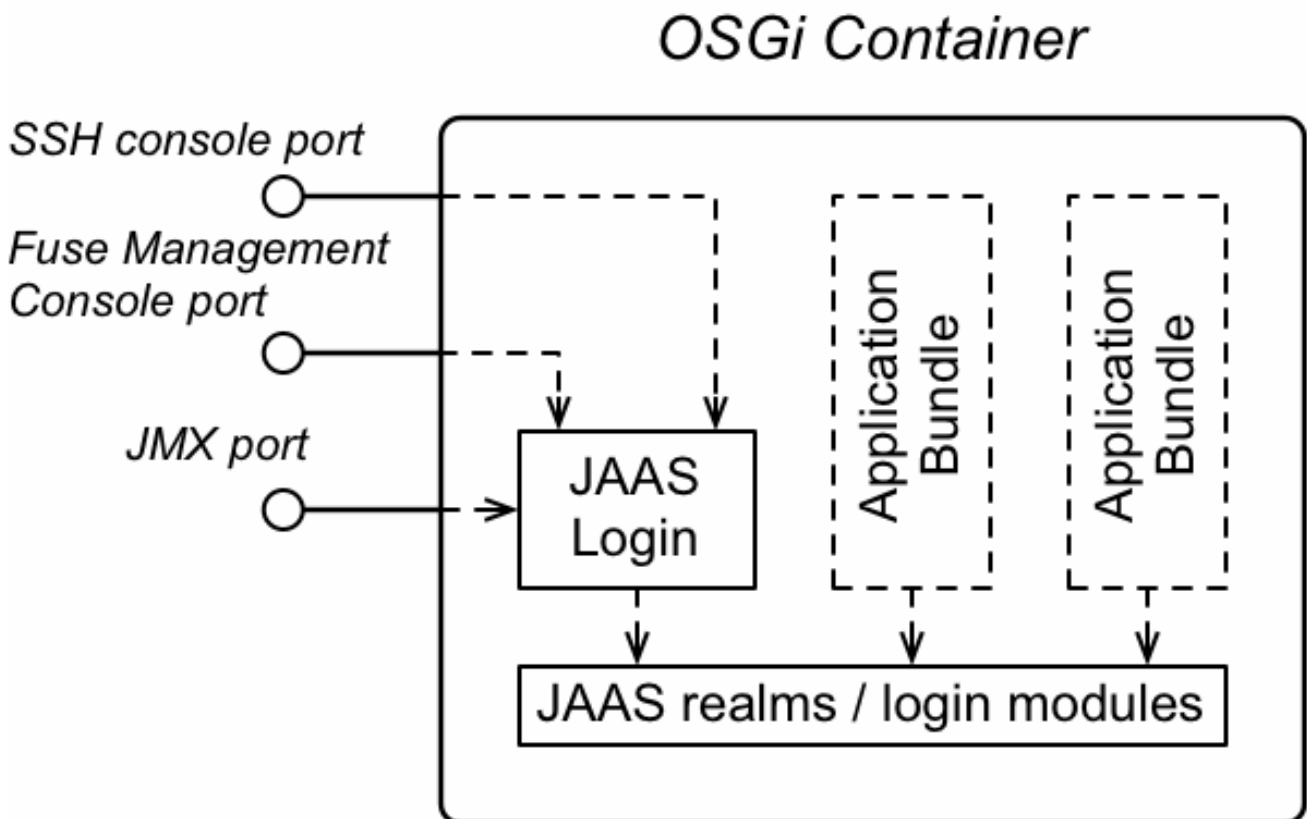 OSGi Container
SSH console port
Fuse Management
Console port
JMX port
JAAS
Login
Application
Bundle
Application
Bundle
JAAS realms / login modules